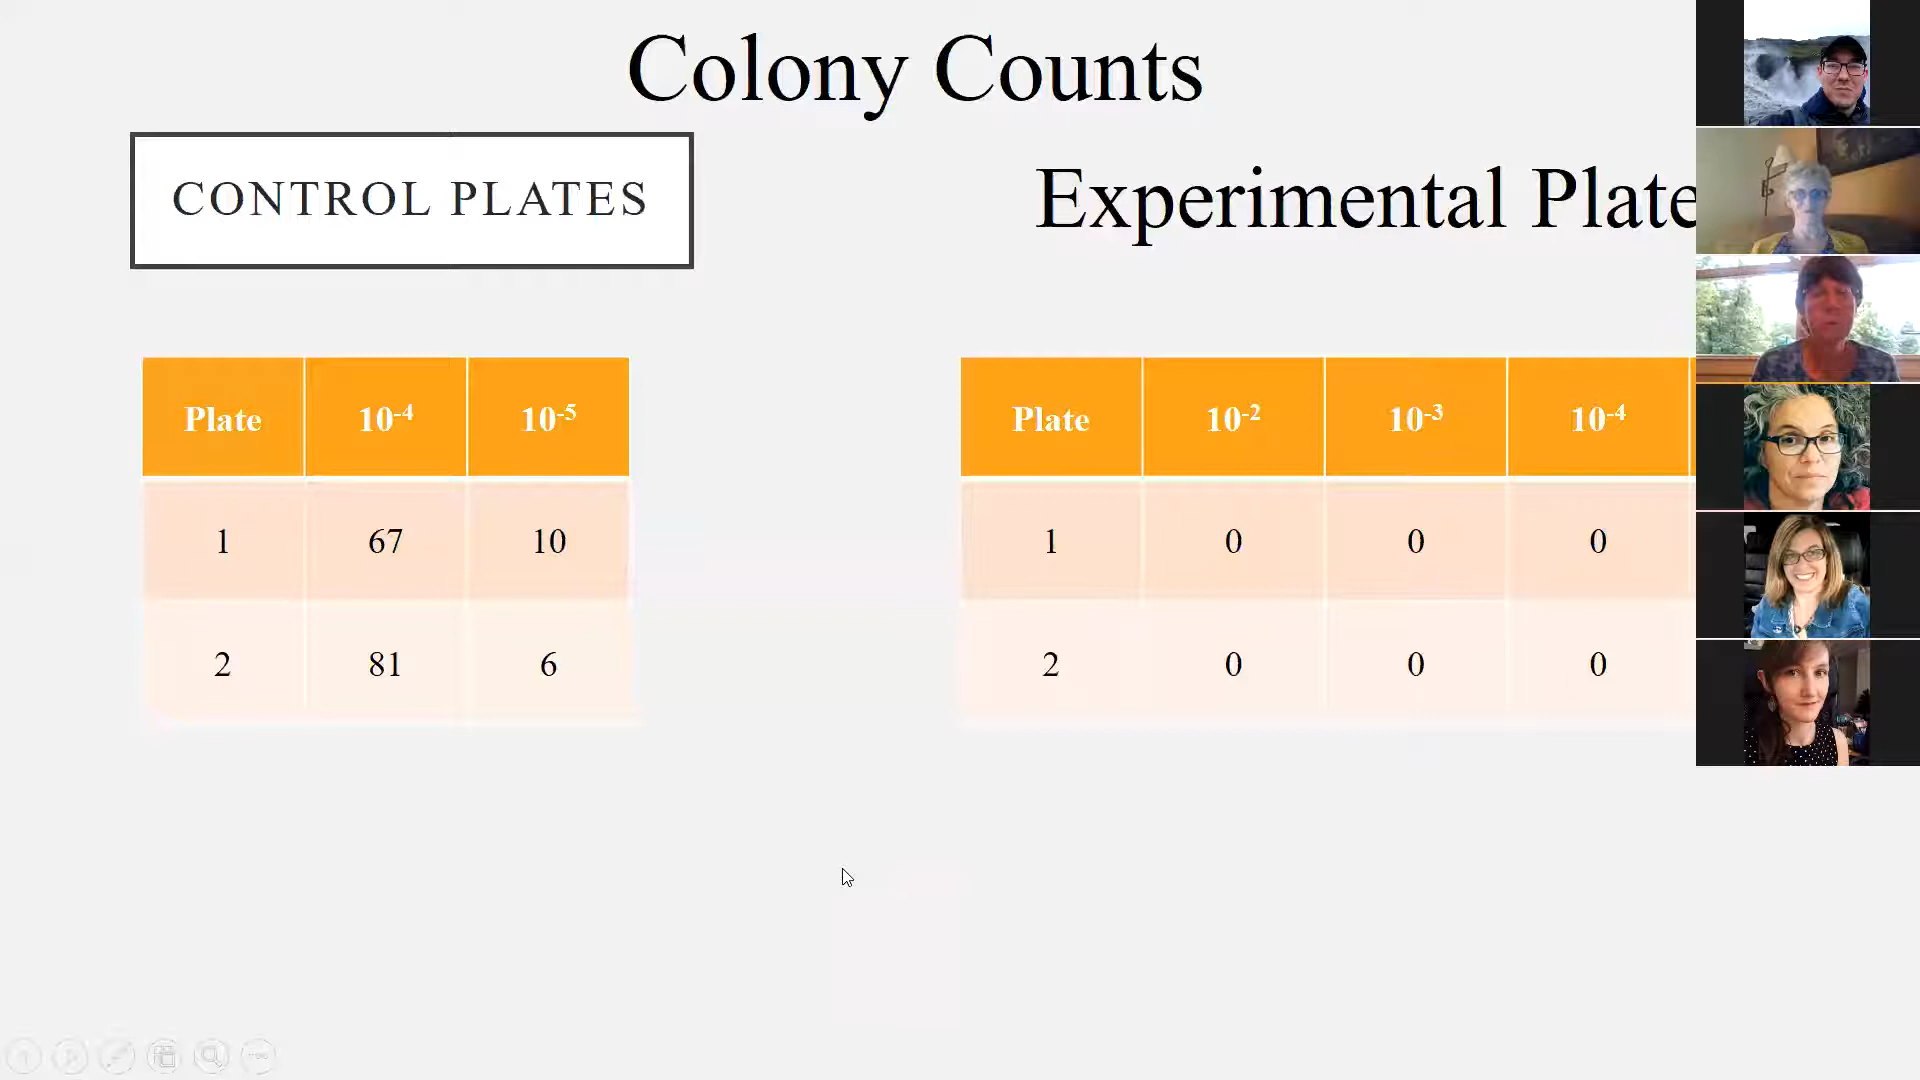 Colony Counts
CONTROL PLATES
Experimental Plate
Plate 10-4 10-5
1 67 10
2 81 6
Plate 10-2 10-3 10-4
1 0 0 0
2 0 0 0